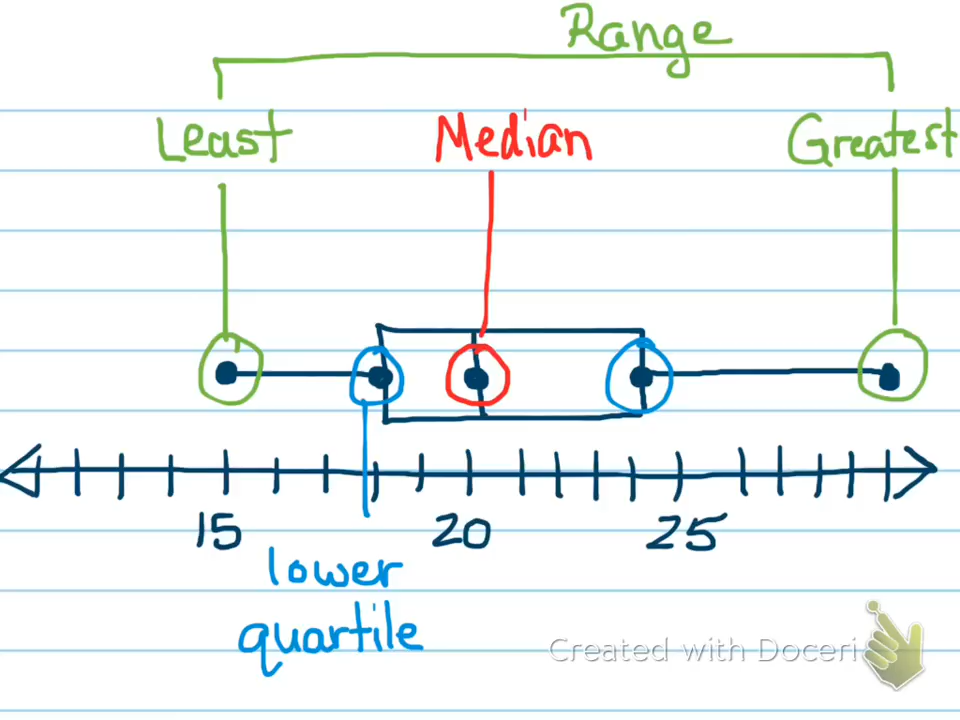 Range
Least Median Greatest
15 20 25
lower
quartile
Created with Doceri